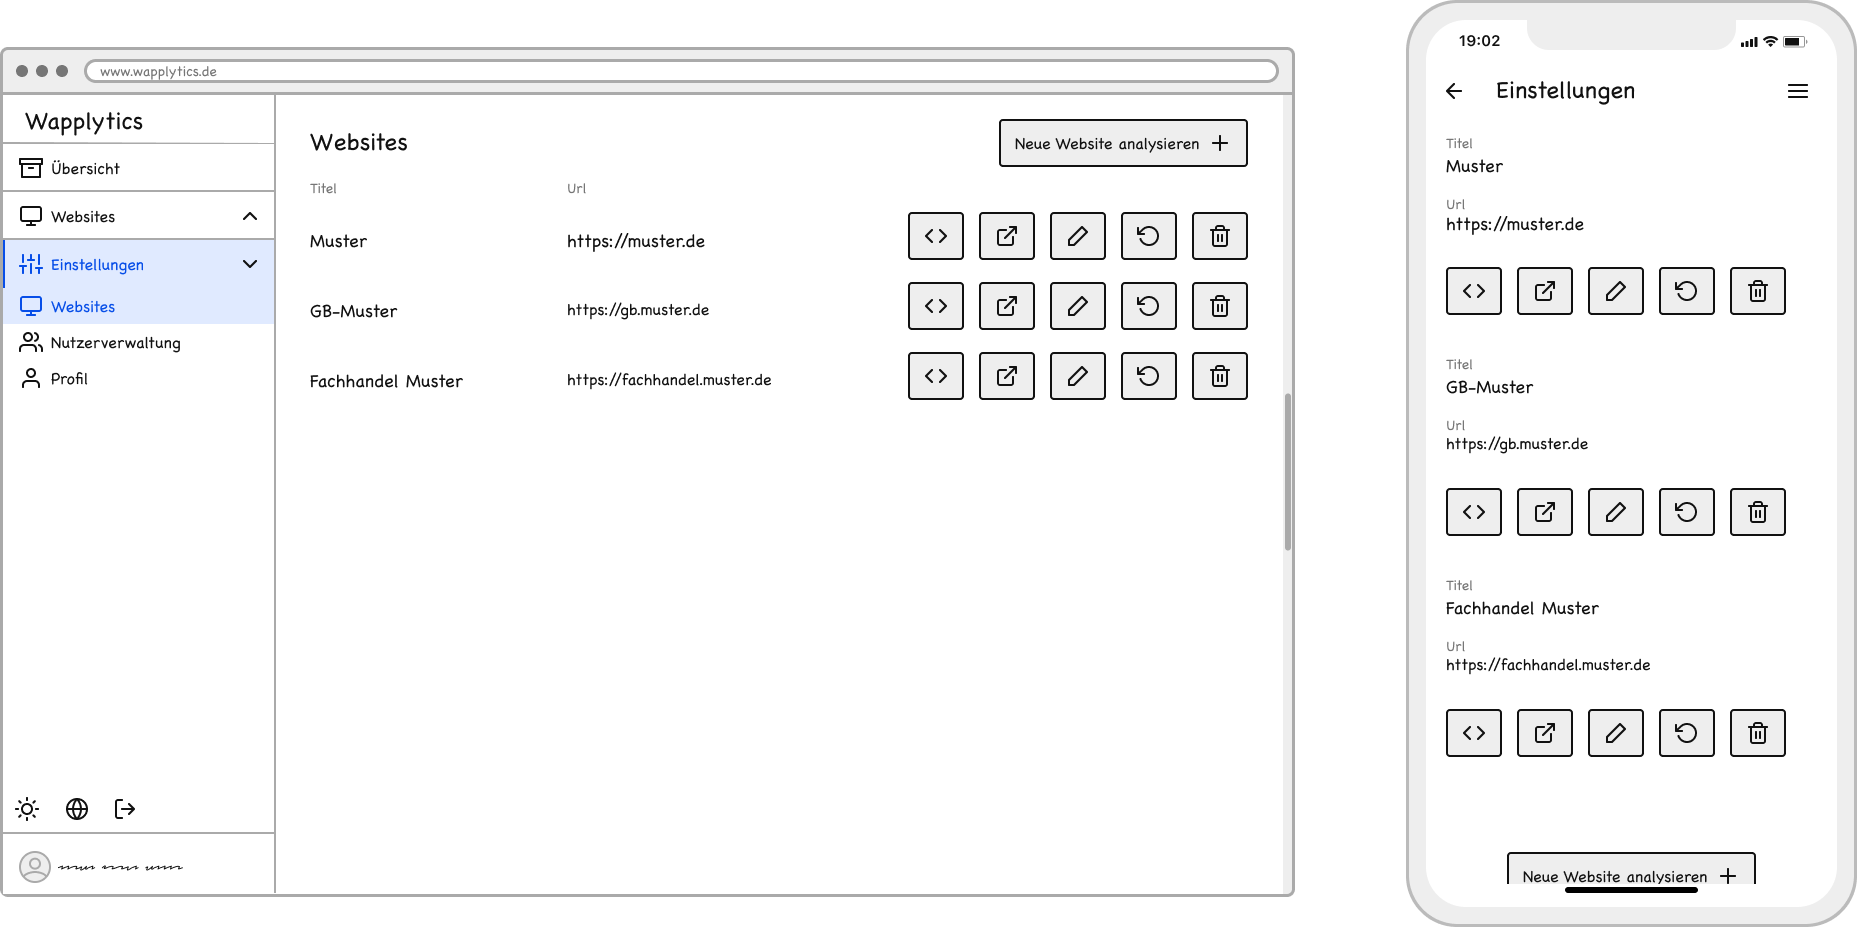 www.wapplytics.de
Wapplytics
Übersicht
Websites
Einstellungen
Websites
Nutzerverwaltung
Profil
Websites
Neue Website analysieren
Titel Url
Muster https://muster.de
GB-Muster https://gb.muster.de
Fachhandel Muster https://fachhandel.muster.de
19:02
Einstellungen
Titel
Muster
Url
https://muster.de
Titel
GB-Muster
Url
https://gb.muster.de
Titel
Fachhandel Muster
Url
https://fachhandel.muster.de
Neue Website analysieren